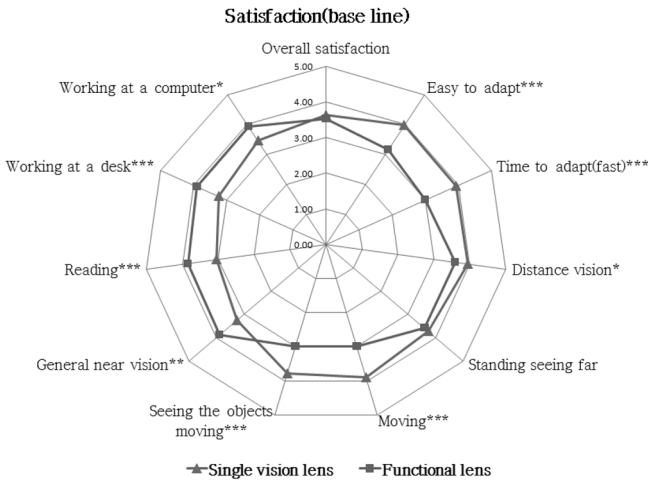 Satisfaction(base line)
Overall satisfaction
5.00
Working at a computer*
Easy to adapt***
4.00
3.00
Working at a desk***
Time to adapt(fast)***
2.00
1.00
0.00
Reading***
Distance vision*
General near vision**
Standing seeing far
Seeing the objects
moving***
Moving***
Single vision lens
Functional lens